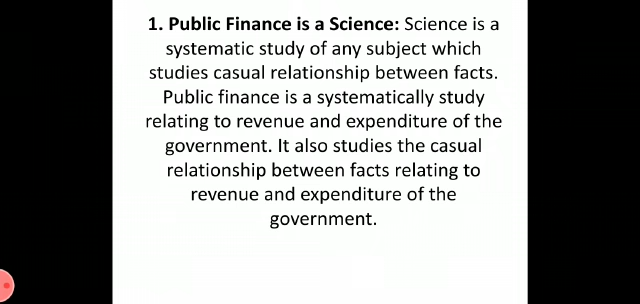 1. Public Finance is a Science: Science is a
systematic study of any subject which
studies casual relationship between facts.
Public finance is a systematically study
relating to revenue and expenditure of the
government. It also studies the casual
relationship between facts relating to
revenue and expenditure of the
government.